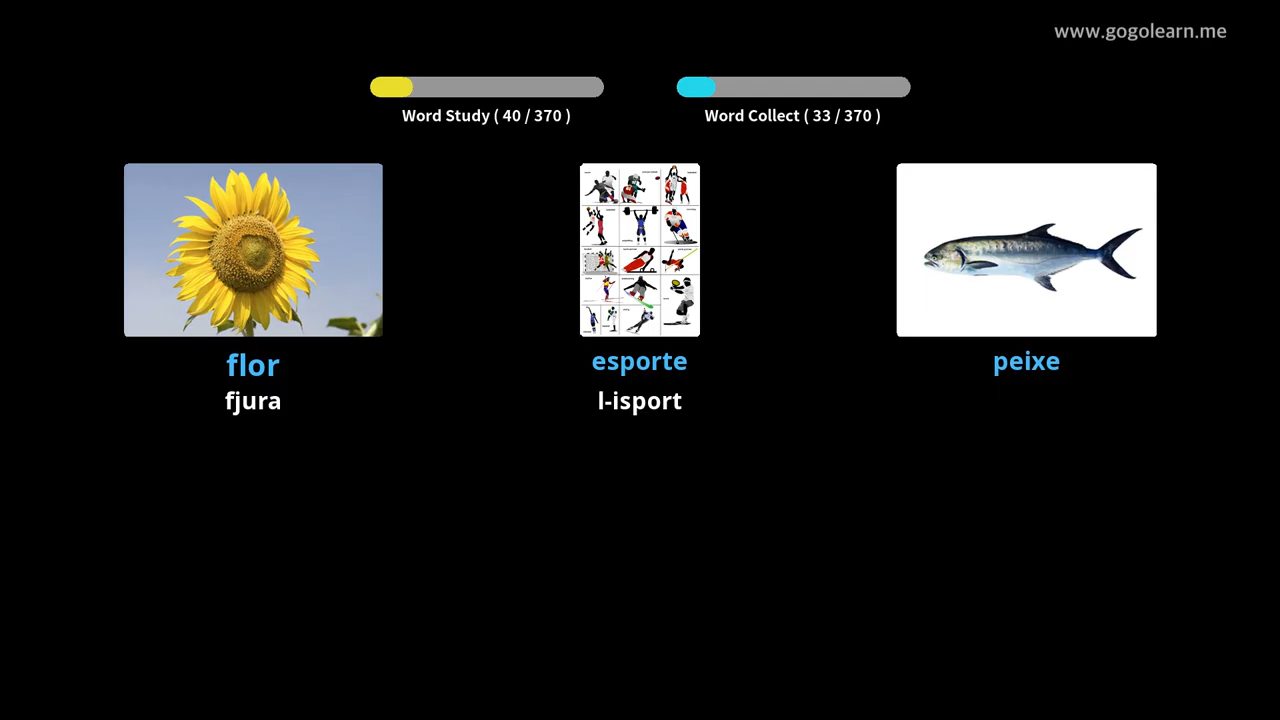 www.gogolearn.me
Word Study ( 40 / 370 )
Word Collect ( 33 / 370 )
flor
esporte
peixe
fjura
l-isport